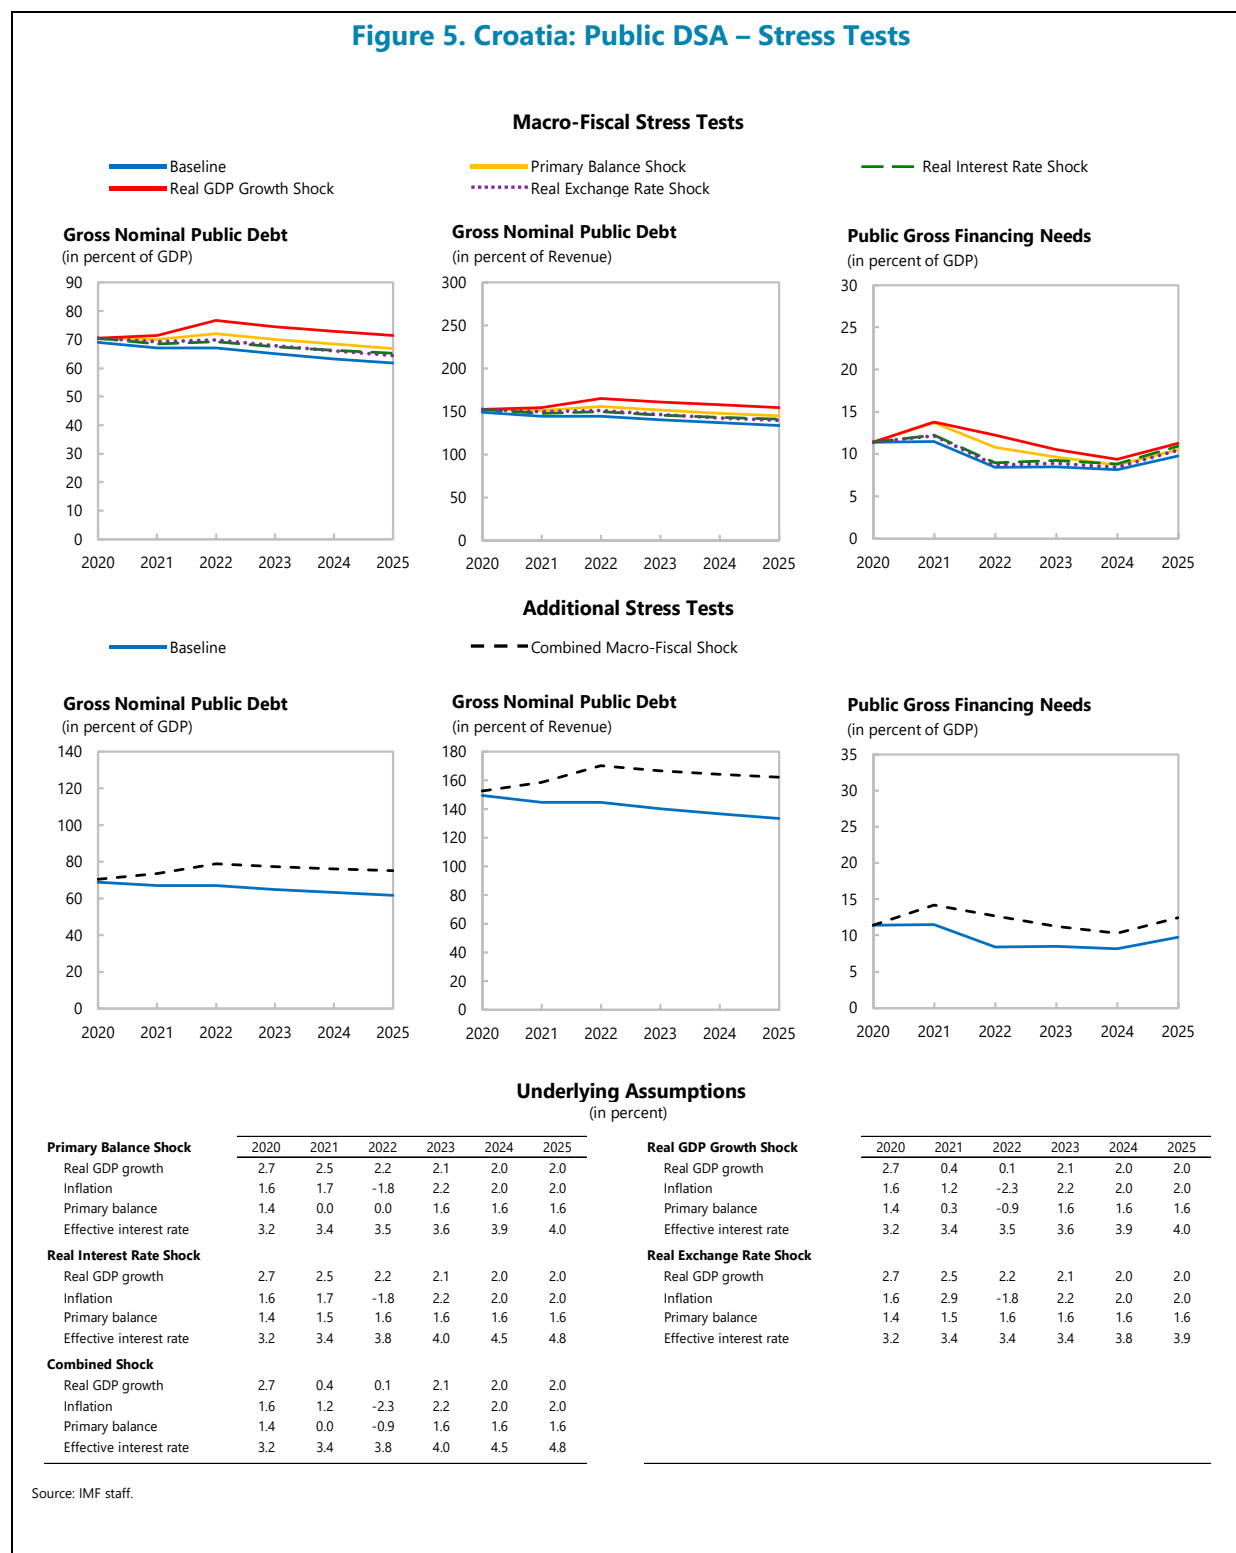 Figure 5. Croatia: Public DSA – Stress Tests
Macro-Fiscal Stress Tests
Baseline Primary Balance Shock Real Interest Rate Shock
Real GDP Growth Shock Real Exchange Rate Shock
Gross Nominal Public Debt
(in percent of GDP)
90
80
70
60
50
40
30
20
10
0
2020 2021 2022 2023 2024 2025
Gross Nominal Public Debt
(in percent of Revenue)
300
250
200
150
100
50
0
2020 2021 2022 2023 2024 2025
Public Gross Financing Needs
(in percent of GDP)
30
25
20
15
10
5
0
2020 2021 2022 2023 2024 2025
Additional Stress Tests
Baseline Combined Macro-Fiscal Shock
Gross Nominal Public Debt
(in percent of GDP)
140
120
100
80
60
40
20
0
2020 2021 2022 2023 2024 2025
Gross Nominal Public Debt
(in percent of Revenue)
180
160
140
120
100
80
60
40
20
0
2020 2021 2022 2023 2024 2025
Public Gross Financing Needs
(in percent of GDP)
35
30
25
20
15
10
5
0
2020 2021 2022 2023 2024 2025
Underlying Assumptions
(in percent)
Primary Balance Shock 2020 2021 2022 2023 2024 2025
Real GDP growth 2.7 2.5 2.2 2.1 2.0 2.0
Inflation 1.6 1.7 -1.8 2.2 2.0 2.0
Primary balance 1.4 0.0 0.0 1.6 1.6 1.6
Effective interest rate 3.2 3.4 3.5 3.6 3.9 4.0
Real Interest Rate Shock
Real GDP growth 2.7 2.5 2.2 2.1 2.0 2.0
Inflation 1.6 1.7 -1.8 2.2 2.0 2.0
Primary balance 1.4 1.5 1.6 1.6 1.6 1.6
Effective interest rate 3.2 3.4 3.8 4.0 4.5 4.8
Combined Shock
Real GDP growth 2.7 0.4 0.1 2.1 2.0 2.0
Inflation 1.6 1.2 -2.3 2.2 2.0 2.0
Primary balance 1.4 0.0 -0.9 1.6 1.6 1.6
Effective interest rate 3.2 3.4 3.8 4.0 4.5 4.8
Real GDP Growth Shock 2020 2021 2022 2023 2024 2025
Real GDP growth 2.7 0.4 0.1 2.1 2.0 2.0
Inflation 1.6 1.2 -2.3 2.2 2.0 2.0
Primary balance 1.4 0.3 -0.9 1.6 1.6 1.6
Effective interest rate 3.2 3.4 3.5 3.6 3.9 4.0
Real Exchange Rate Shock
Real GDP growth 2.7 2.5 2.2 2.1 2.0 2.0
Inflation 1.6 2.9 -1.8 2.2 2.0 2.0
Primary balance 1.4 1.5 1.6 1.6 1.6 1.6
Effective interest rate 3.2 3.4 3.4 3.4 3.8 3.9
Source: IMF staff.